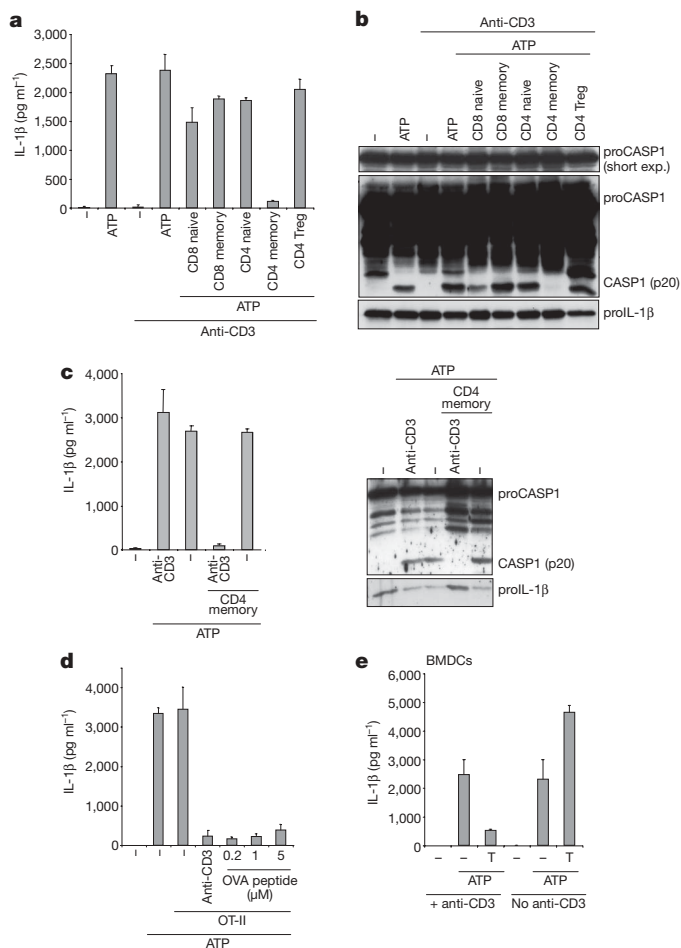 a
IL-1β (pg ml⁻¹)
3,000
2,500
2,000
1,500
1,000
500
0
–
ATP
–
ATP
CD8 naive
CD8 memory
CD4 naive
CD4 memory
CD4 Treg
ATP
Anti-CD3
b
Anti-CD3
ATP
–
ATP
–
ATP
CD8 naive
CD8 memory
CD4 naive
CD4 memory
CD4 Treg
proCASP1
(short exp.)
proCASP1
CASP1 (p20)
proIL-1β
c
IL-1β (pg ml⁻¹)
4,000
3,000
2,000
1,000
0
–
Anti-
CD3
–
Anti-
CD3
–
CD4
memory
ATP
ATP
CD4
memory
–
Anti-CD3
–
Anti-CD3
–
proCASP1
CASP1 (p20)
proIL-1β
d
IL-1β (pg ml⁻¹)
4,000
3,000
2,000
1,000
0
–
–
–
Anti-CD3
0.2 1 5
OVA peptide
(μM)
OT-II
ATP
e BMDCs
IL-1β (pg ml⁻¹)
6,000
5,000
4,000
3,000
2,000
1,000
0
– – T – – T
ATP ATP
+ anti-CD3 No anti-CD3